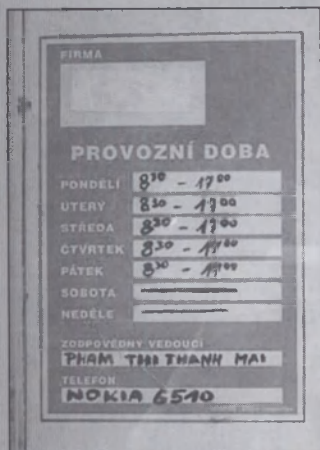 FIRMA
PROVOZNÍ DOBA
PONDĚLÍ 8³⁰ - 17⁰⁰
ÚTERÝ 8³⁰ - 17⁰⁰
STŘEDA 8³⁰ - 17⁰⁰
ČTVRTEK 8³⁰ - 17⁰⁰
PÁTEK 8³⁰ - 17⁰⁰
SOBOTA
NEDĚLE
ZODPOVĚDNÝ VEDOUCÍ
PHAM THI THANH MAI
TELEFON
NOKIA 6510